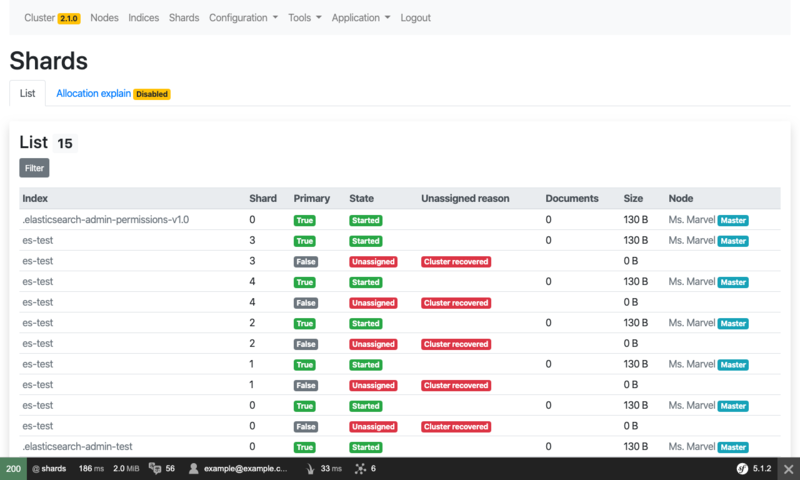 Cluster 2.1.0 Nodes Indices Shards Configuration Tools Application Logout
Shards
List Allocation explain Disabled
List 15
Filter
Index Shard Primary State Unassigned reason Documents Size Node
.elasticsearch-admin-permissions-v1.0 0 True Started 0 130 B Ms. Marvel Master
es-test 3 True Started 0 130 B Ms. Marvel Master
es-test 3 False Unassigned Cluster recovered 0 B
es-test 4 True Started 0 130 B Ms. Marvel Master
es-test 4 False Unassigned Cluster recovered 0 B
es-test 2 True Started 0 130 B Ms. Marvel Master
es-test 2 False Unassigned Cluster recovered 0 B
es-test 1 True Started 0 130 B Ms. Marvel Master
es-test 1 False Unassigned Cluster recovered 0 B
es-test 0 True Started 0 130 B Ms. Marvel Master
es-test 0 False Unassigned Cluster recovered 0 B
.elasticsearch-admin-test 0 True Started 0 130 B Ms. Marvel Master
200 @ shards 186 ms 2.0 MiB 56 example@example.c... 33 ms 6 sf 5.1.2